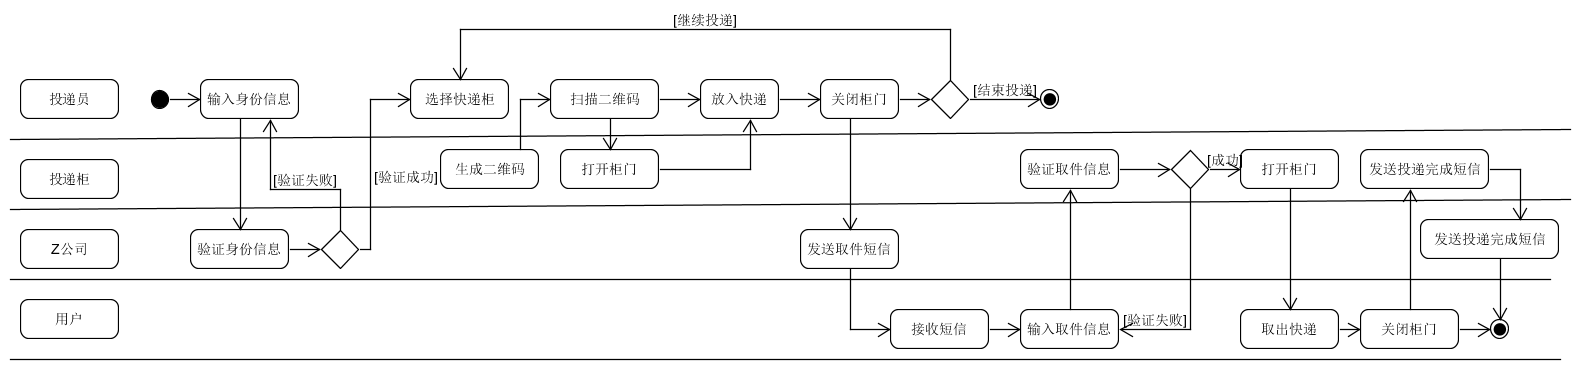 [继续投递]
投递员
输入身份信息
选择快递柜
扫描二维码
放入快递
关闭柜门
[结束投递]
投递柜
[验证失败]
[验证成功]
生成二维码
打开柜门
验证取件信息
[成功]
打开柜门
发送投递完成短信
Z公司
验证身份信息
发送取件短信
发送投递完成短信
用户
接收短信
输入取件信息
[验证失败]
取出快递
关闭柜门